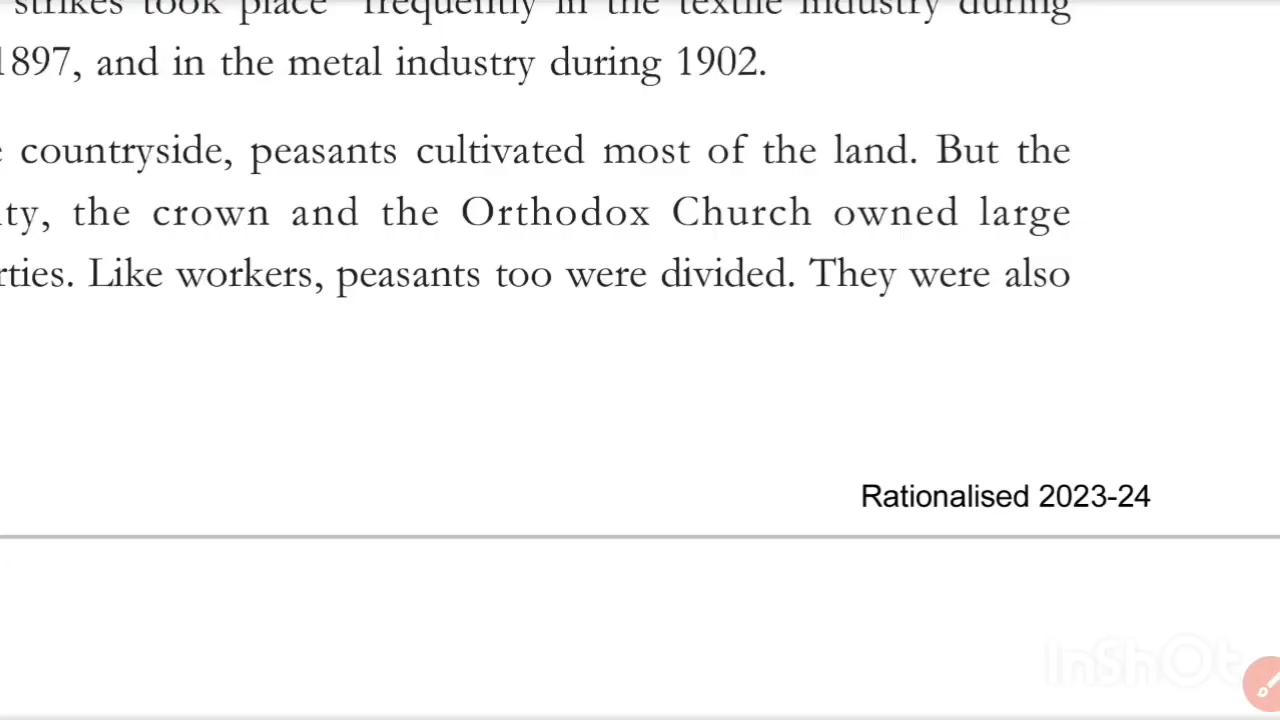 strikes took place frequently in the textile industry during
1897, and in the metal industry during 1902.
countryside, peasants cultivated most of the land. But the
the crown and the Orthodox Church owned large
Like workers, peasants too were divided. They were also
Rationalised 2023-24
InShOt